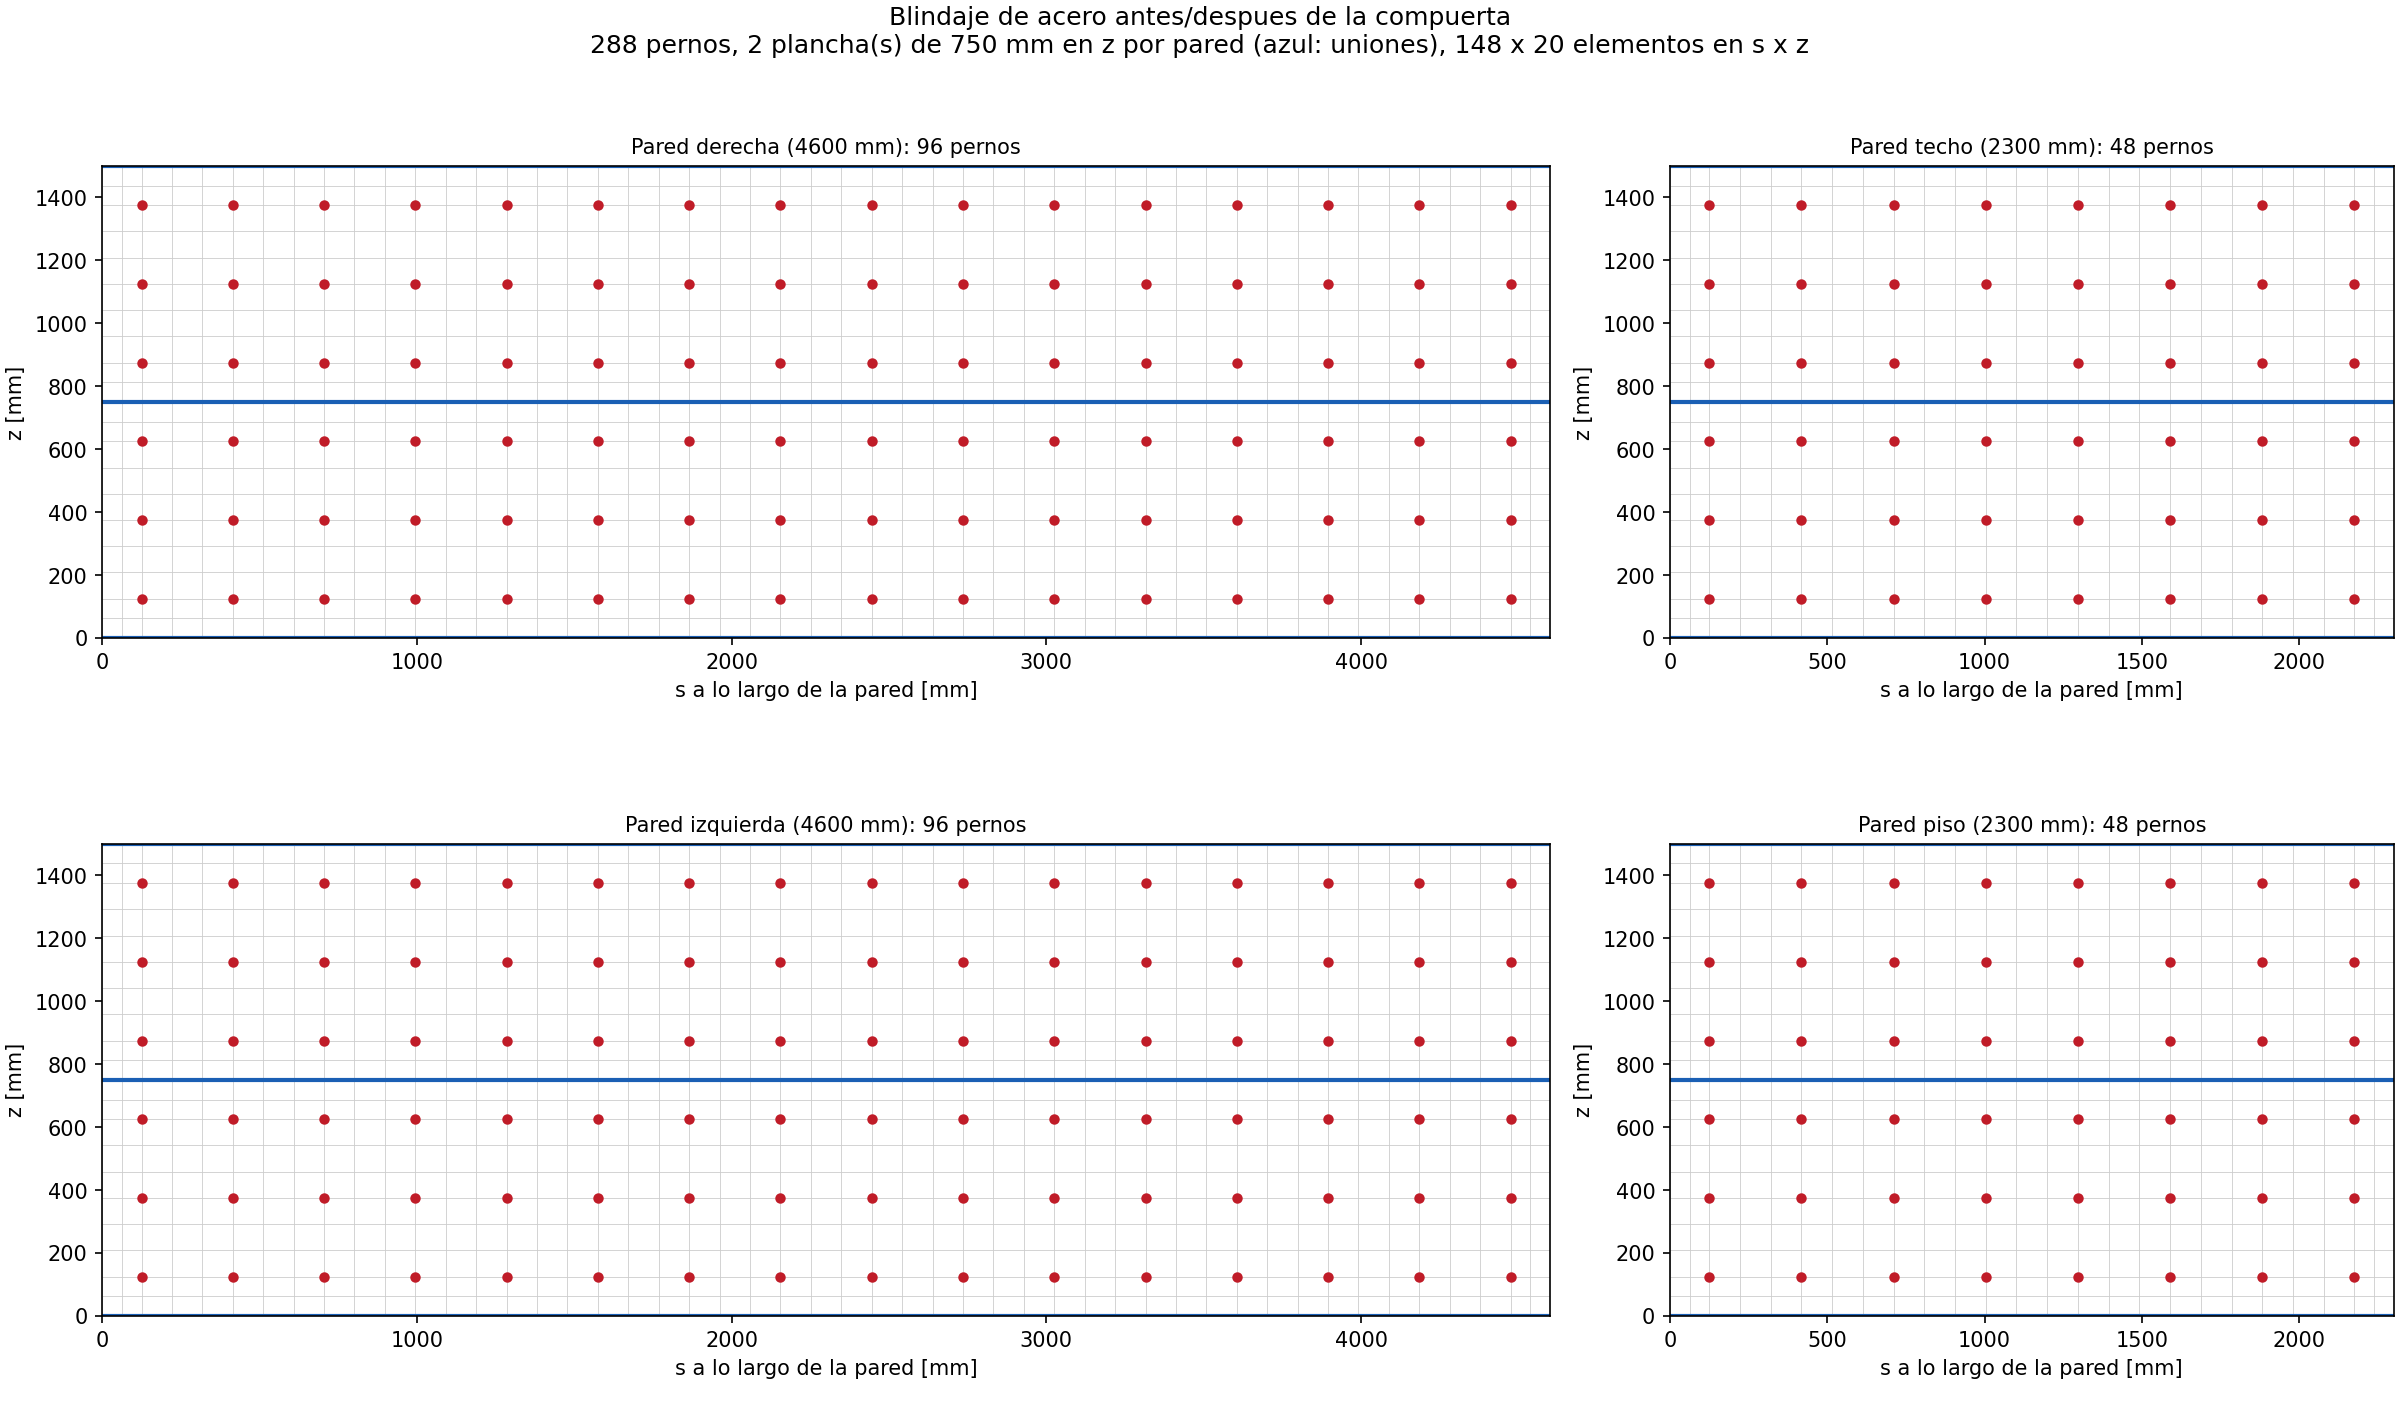 Blindaje de acero antes/despues de la compuerta
288 pernos, 2 plancha(s) de 750 mm en z por pared (azul: uniones), 148 x 20 elementos en s x z
Pared derecha (4600 mm): 96 pernos
1400
1200
1000
800
600
400
200
0
z [mm]
0 1000 2000 3000 4000
s a lo largo de la pared [mm]
Pared techo (2300 mm): 48 pernos
1400
1200
1000
800
600
400
200
0
z [mm]
0 500 1000 1500 2000
s a lo largo de la pared [mm]
Pared izquierda (4600 mm): 96 pernos
1400
1200
1000
800
600
400
200
0
z [mm]
0 1000 2000 3000 4000
s a lo largo de la pared [mm]
Pared piso (2300 mm): 48 pernos
1400
1200
1000
800
600
400
200
0
z [mm]
0 500 1000 1500 2000
s a lo largo de la pared [mm]